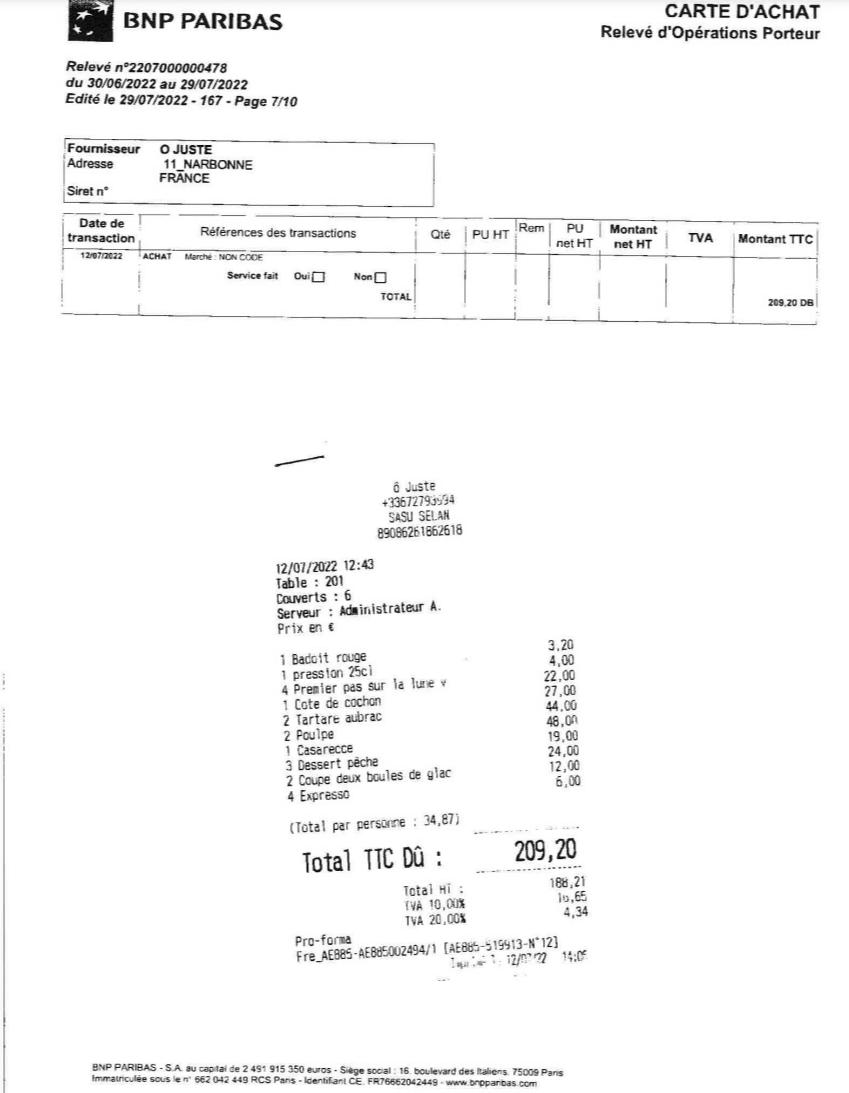 BNP PARIBAS
CARTE D'ACHAT
Relevé d'Opérations Porteur
Relevé n°2207000000478
du 30/06/2022 au 29/07/2022
Edité le 29/07/2022 - 167 - Page 7/10
Fournisseur O JUSTE
Adresse 11_NARBONNE
FRANCE
Siret n°
Date de transaction Références des transactions Qté PU HT Rem PU net HT Montant net HT TVA Montant TTC
12/07/2022 ACHAT Marché : NON CODE
Service fait Oui Non
TOTAL 209,20 DB
ô Juste
SASU SELAN
89086261862618
12/07/2022 12:43
Table : 201
Couverts : 6
Serveur : Administrateur A.
Prix en €
1 Badoit rouge 3,20
1 pression 25cl 4,00
4 Premier pas sur la lune v 22,00
1 Cote de cochon 27,00
2 Tartare aubrac 44,00
2 Poulpe 48,00
1 Casarecce 19,00
3 Dessert pêche 24,00
2 Coupe deux boules de glac 12,00
4 Expresso 6,00
(Total par personne : 34,87)
Total TTC Dû : 209,20
Total HT : 188,21
TVA 10,00% 16,65
TVA 20,00% 4,34
Pro-forma
Fre_AE885-AE885002494/1 [AE885-519913-N°12]
BNP PARIBAS - S.A. au capital de 2 491 915 350 euros - Siège social : 16. boulevard des Italiens. 75009 Paris
Immatriculée sous le n° 662 042 449 RCS Paris - Identifiant CE. FR76662042449 - www.bnpparibas.com